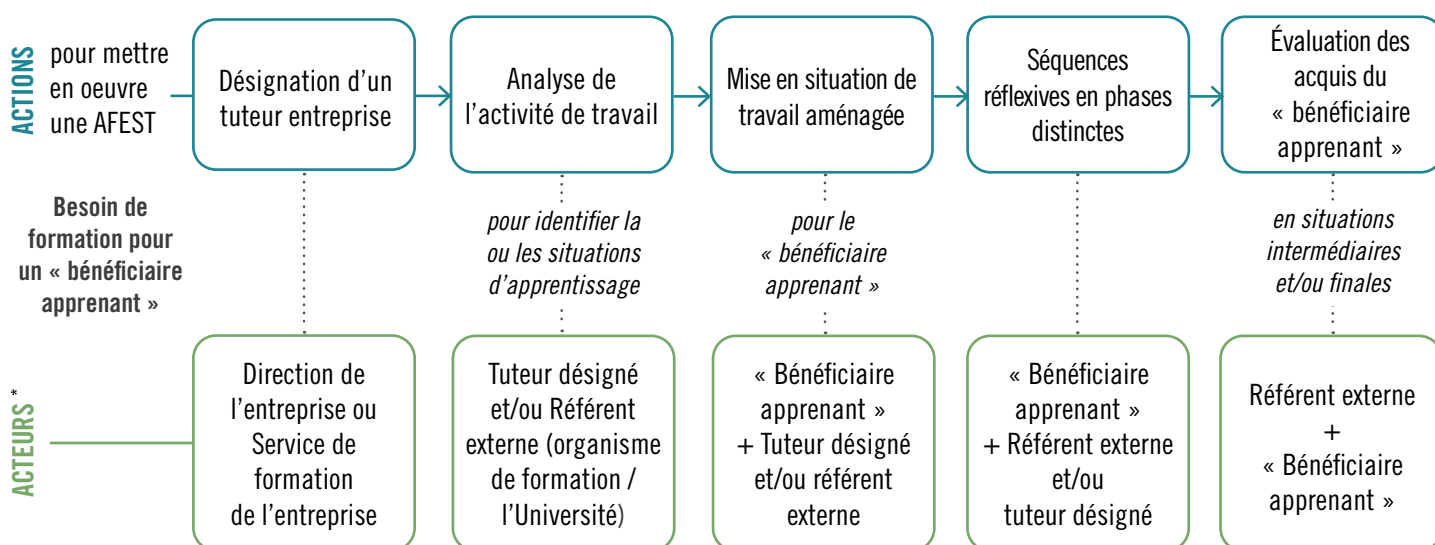 ACTIONS
pour mettre
en oeuvre
une AFEST
Désignation d’un
tuteur entreprise
Analyse de
l’activité de travail
Mise en situation de
travail aménagée
Séquences
réflexives en phases
distinctes
Évaluation des
acquis du
« bénéficiaire
apprenant »
Besoin de
formation pour
un « bénéficiaire
apprenant »
pour identifier la
ou les situations
d’apprentissage
pour le
« bénéficiaire
apprenant »
en situations
intermédiaires
et/ou finales
ACTEURS *
Direction de
l’entreprise ou
Service de
formation
de l’entreprise
Tuteur désigné
et/ou Référent
externe (organisme
de formation /
l’Université)
« Bénéficiaire
apprenant »
+ Tuteur désigné
et/ou référent
externe
« Bénéficiaire
apprenant »
+ Référent externe
et/ou
tuteur désigné
Référent externe
+
« Bénéficiaire
apprenant »